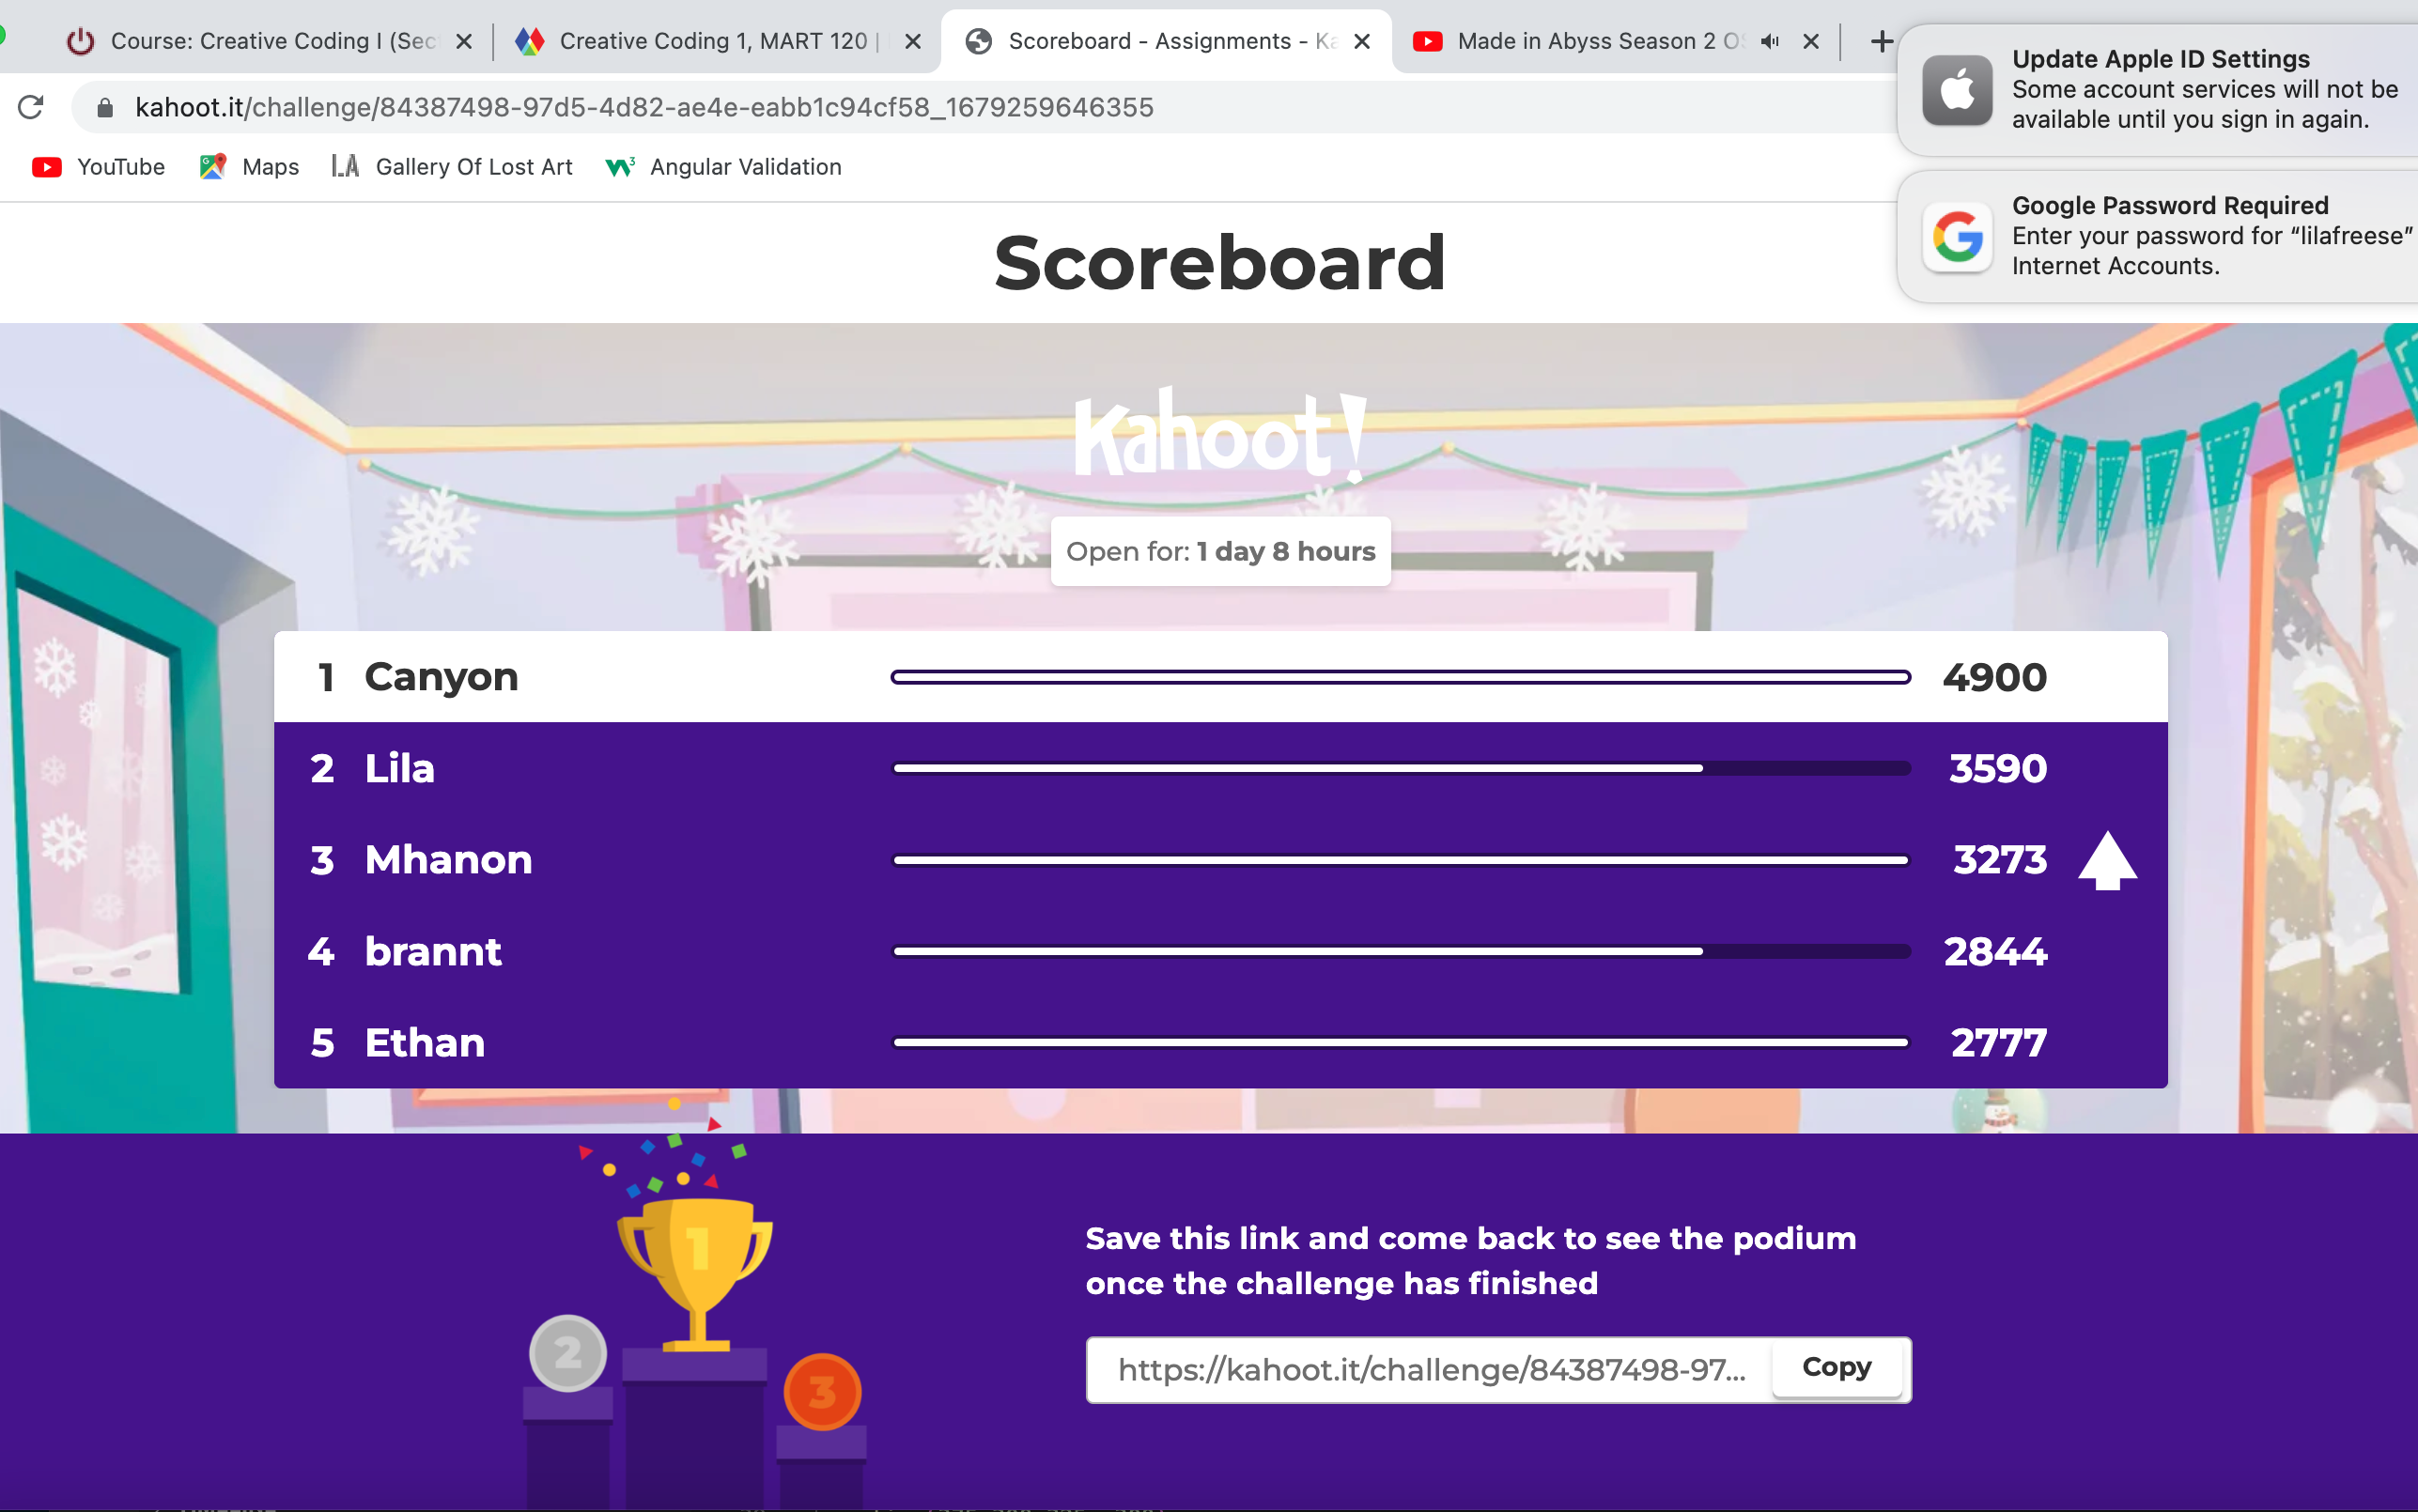 Course: Creative Coding I (Sec
Creative Coding 1, MART 120 |
Scoreboard - Assignments - Ka
Made in Abyss Season 2 OS
kahoot.it/challenge/84387498-97d5-4d82-ae4e-eabb1c94cf58_1679259646355
YouTube
Maps
LA Gallery Of Lost Art
Angular Validation
Update Apple ID Settings
Some account services will not be
available until you sign in again.
Google Password Required
Enter your password for “lilafreese”
Internet Accounts.
Scoreboard
Kahoot!
Open for: 1 day 8 hours
1 Canyon 4900
2 Lila 3590
3 Mhanon 3273
4 brannt 2844
5 Ethan 2777
1
2
3
Save this link and come back to see the podium
once the challenge has finished
https://kahoot.it/challenge/84387498-97...
Copy